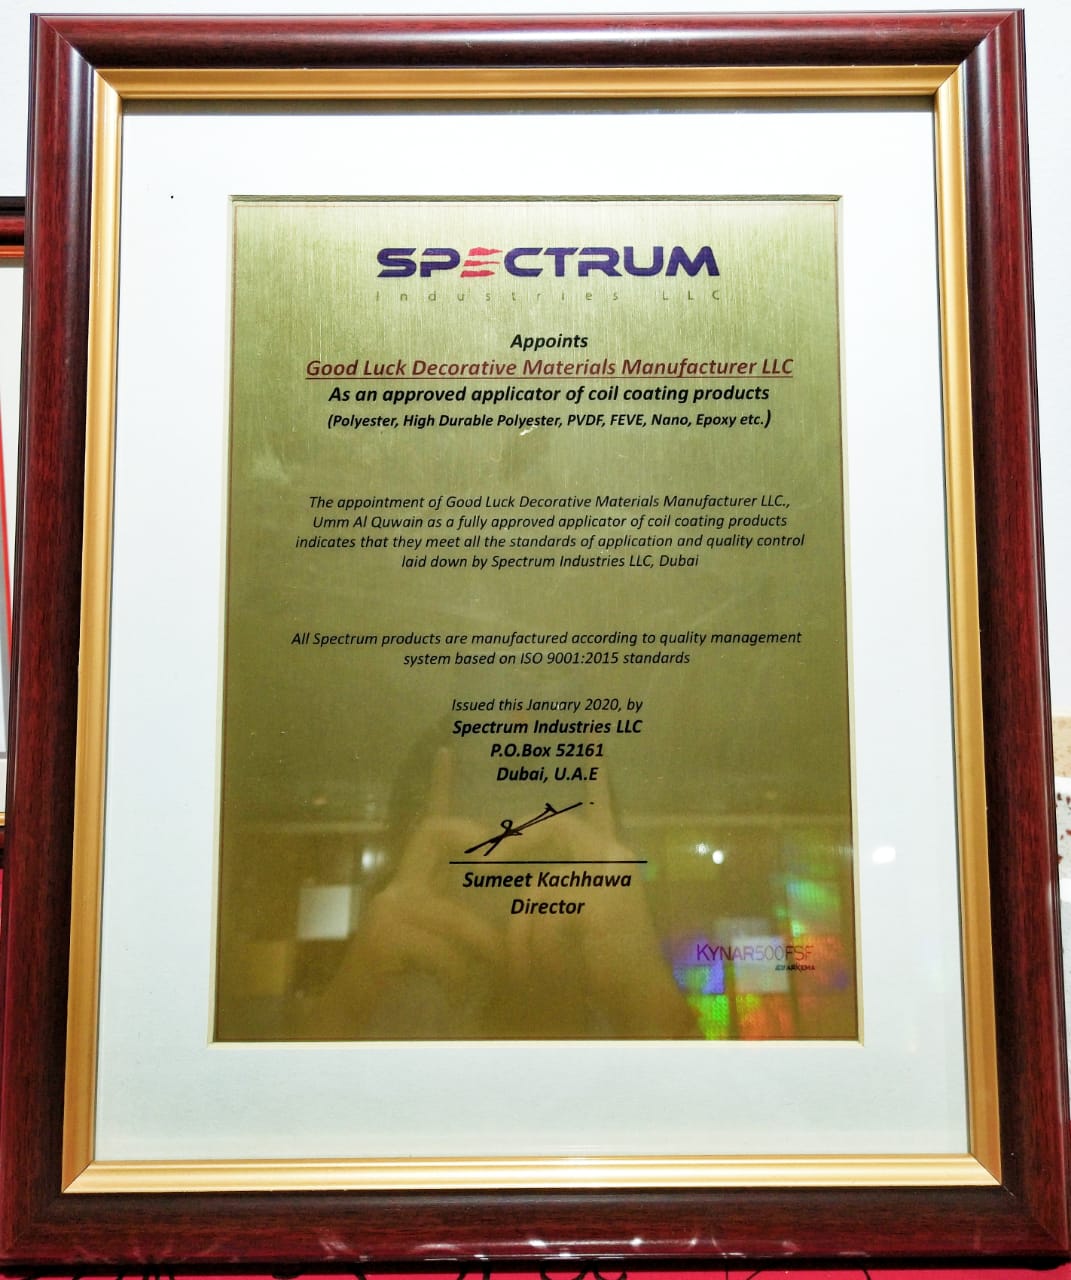 SPECTRUM
Industries LLC
Appoints
Good Luck Decorative Materials Manufacturer LLC
As an approved applicator of coil coating products
(Polyester, High Durable Polyester, PVDF, FEVE, Nano, Epoxy etc.)
The appointment of Good Luck Decorative Materials Manufacturer LLC.,
Umm Al Quwain as a fully approved applicator of coil coating products
indicates that they meet all the standards of application and quality control
laid down by Spectrum Industries LLC, Dubai
All Spectrum products are manufactured according to quality management
system based on ISO 9001:2015 standards
Issued this January 2020, by
Spectrum Industries LLC
P.O.Box 52161
Dubai, U.A.E
Sumeet Kachhawa
Director
KYNAR500FSF
ARKEMA